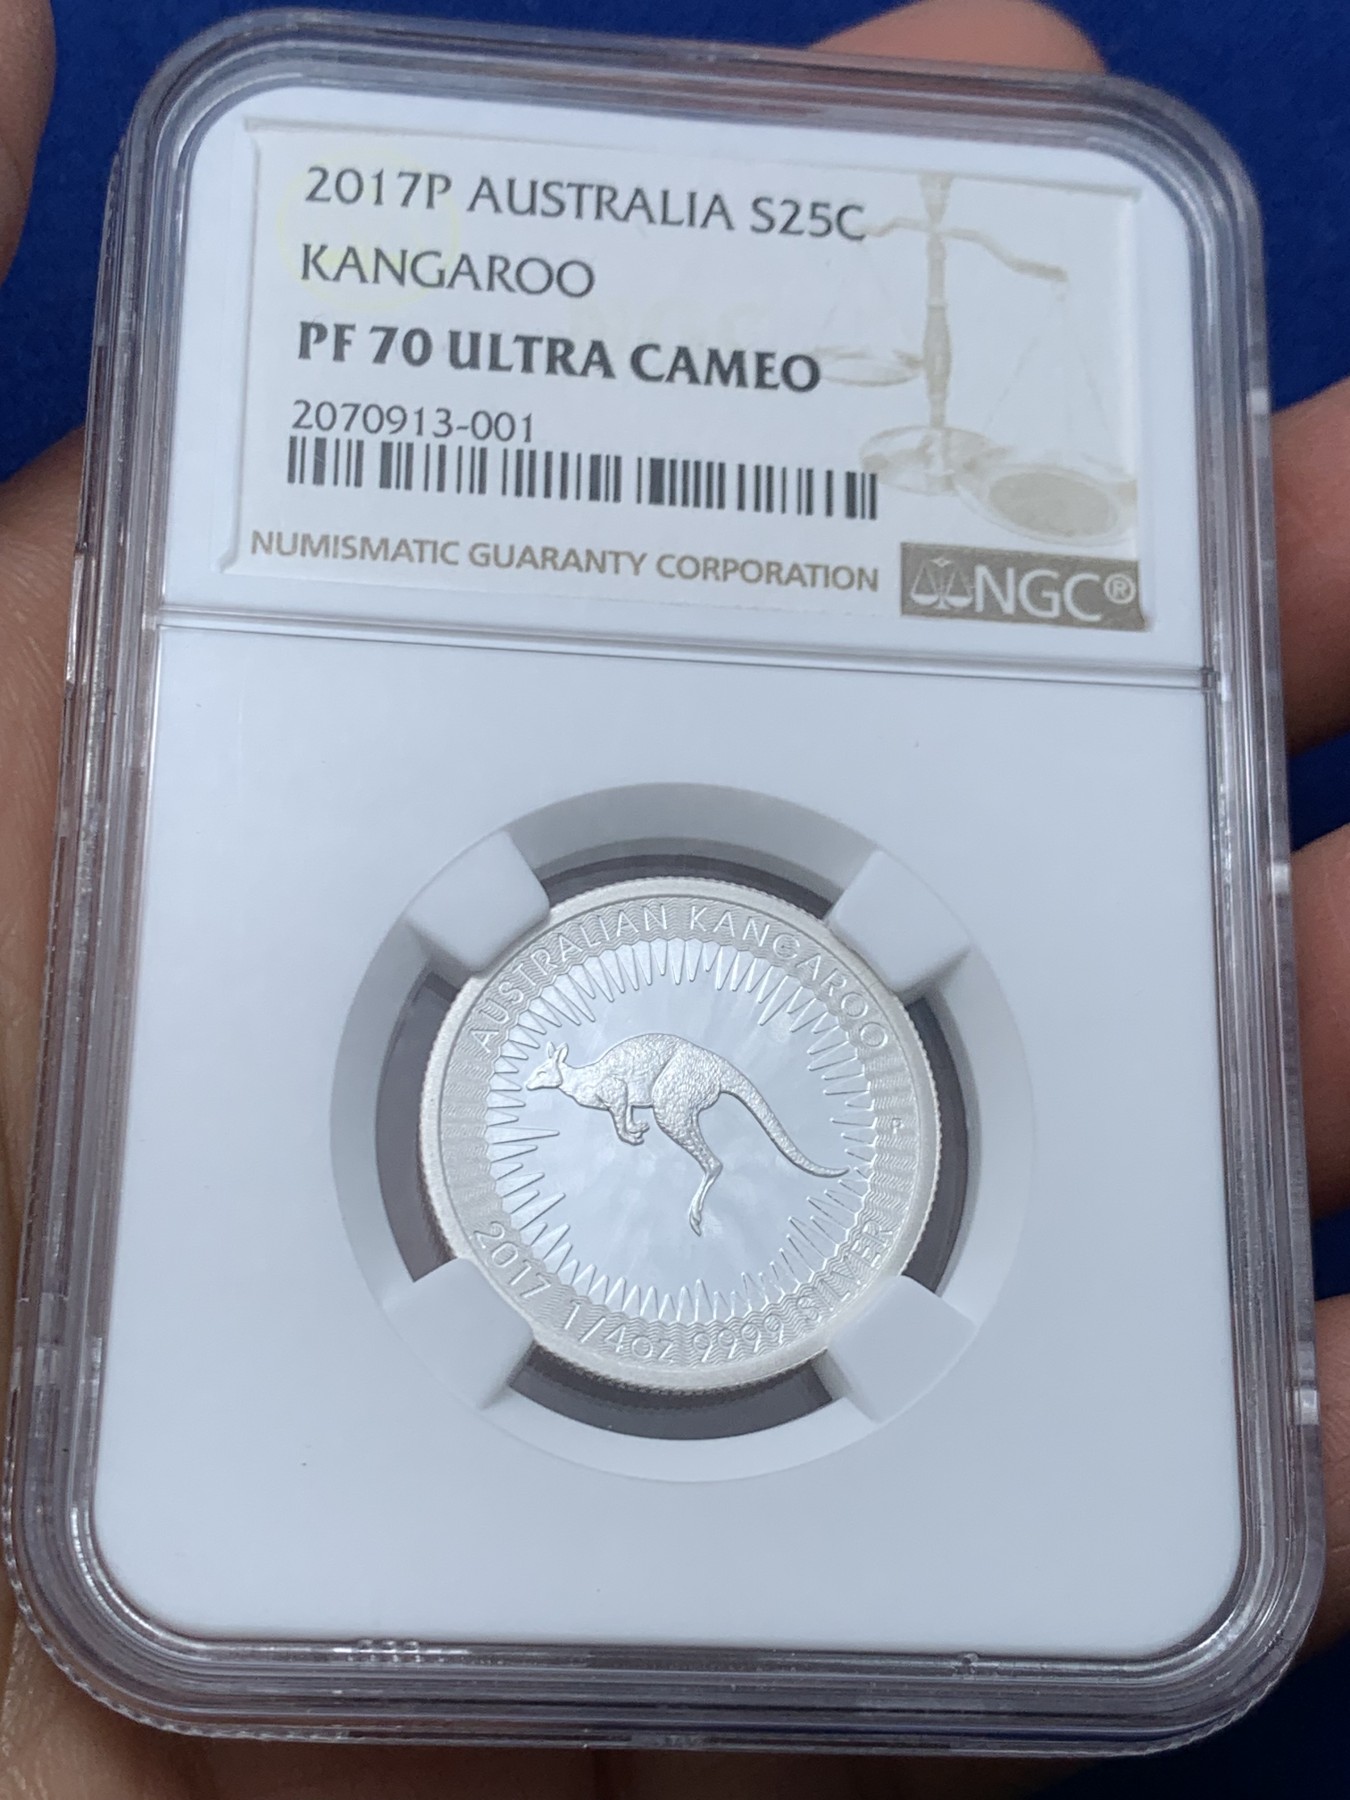 2017P AUSTRALIA S25C
KANGAROO
PF 70 ULTRA CAMEO
2070913-001
NUMISMATIC GUARANTY CORPORATION
NGC®
AUSTRALIAN KANGAROO
P
2017 1/4oz 9999 SILVER